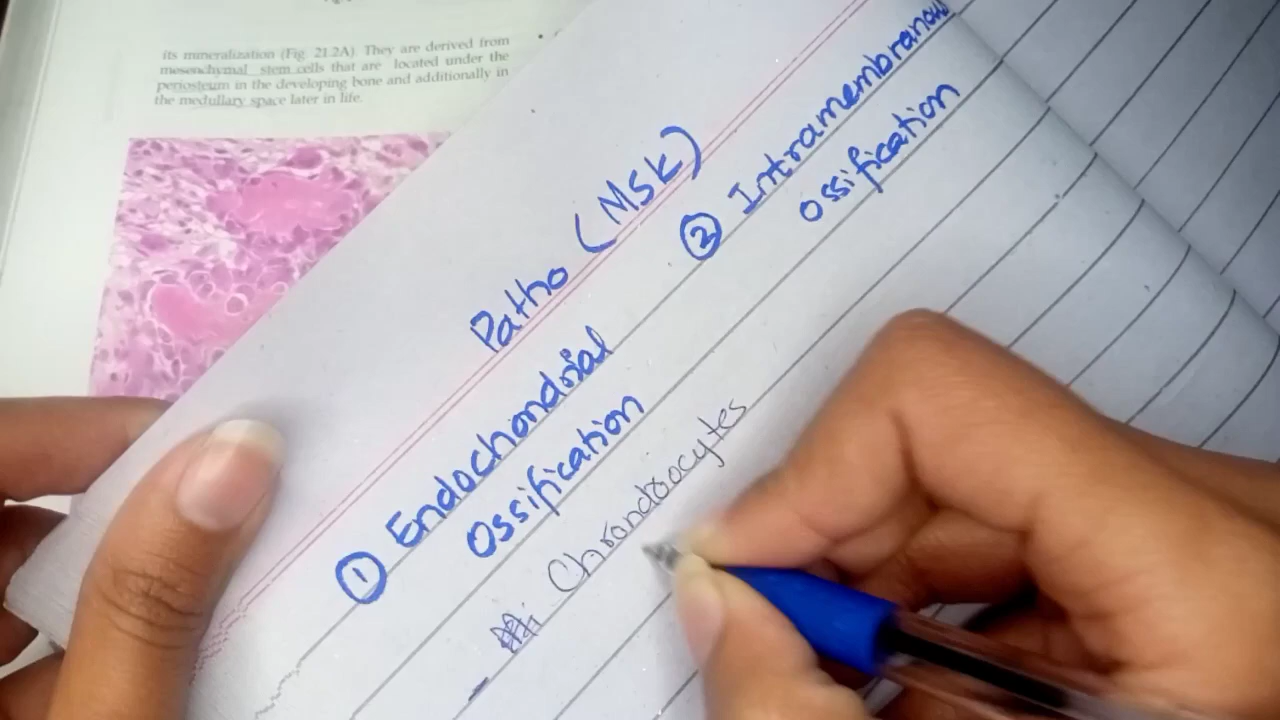 its mineralization (Fig. 21.2A). They are derived from
mesenchymal stem cells that are located under the
periosteum in the developing bone and additionally in
the medullary space later in life.
Patho (MSK)
① Endochondrial
Ossification
② Intramembranous
Ossification
- Chrondrocytes